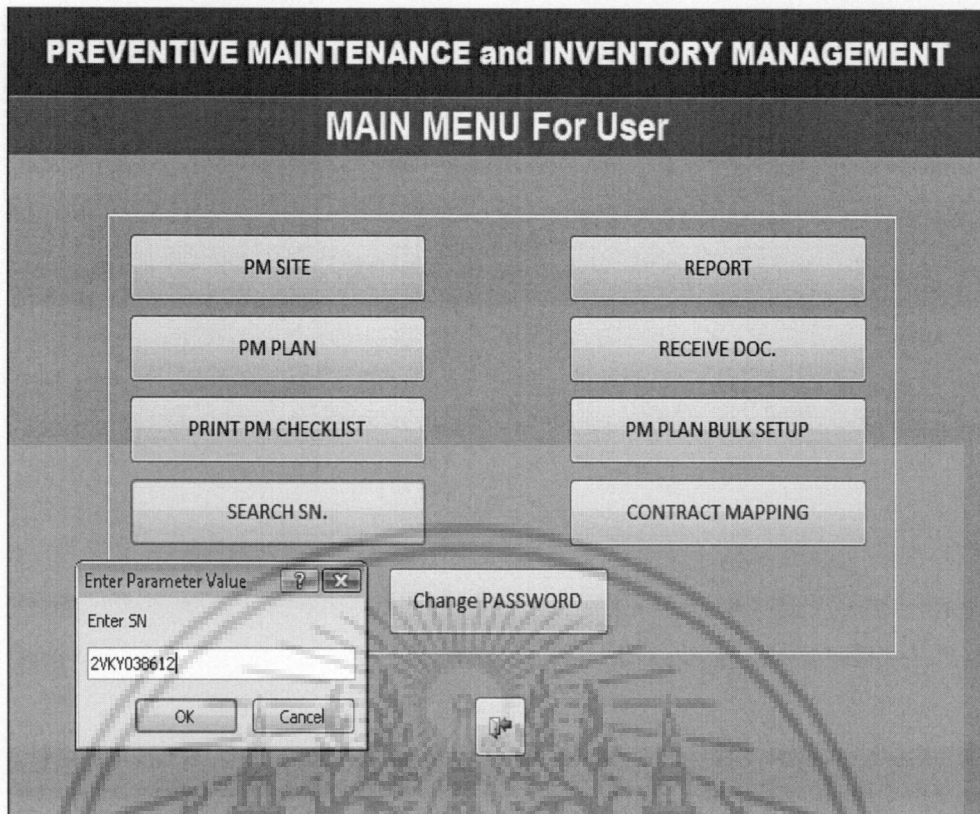 PREVENTIVE MAINTENANCE and INVENTORY MANAGEMENT
MAIN MENU For User
PM SITE
REPORT
PM PLAN
RECEIVE DOC.
PRINT PM CHECKLIST
PM PLAN BULK SETUP
SEARCH SN.
CONTRACT MAPPING
Enter Parameter Value
Enter SN
2VKY038612
OK Cancel
Change PASSWORD